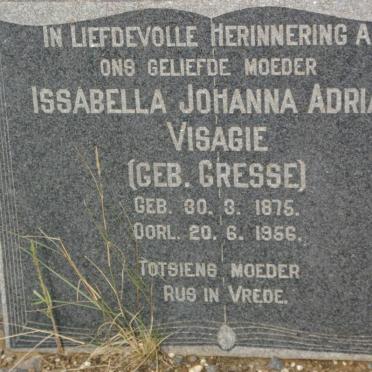 IN LIEFDEVOLLE HERINNERING A
ONS GELIEFDE MOEDER
ISSABELLA JOHANNA ADRIA
VISAGIE
(GEB. GRESSE)
GEB. 30. 3. 1875.
OORL. 20. 6. 1956.
TOTSIENS MOEDER
RUS IN VREDE.